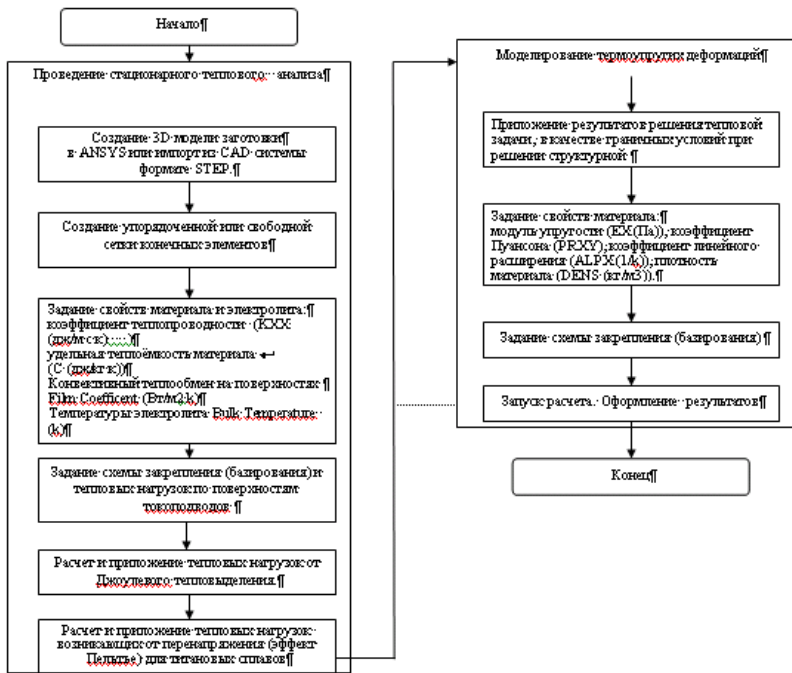 Начало¶
Проведение стационарного теплового анализа¶
Создание 3D модели заготовки¶
в ANSYS или импорт из CAD системы
формате STEP.¶
Создание упорядоченной или свободной
сетки конечных элементов¶
Задание свойств материала и электролита:¶
коэффициент теплопроводности (KXX
(дж/м·с·к) ....)¶
удельная теплоёмкость материала ↵
(С (дж/кг·к))¶
Конвективный теплообмен на поверхностях ¶
Film Coefficent (Вт/м2·k)¶
Температуры электролита Bulk Temperature
(k)¶
Задание схемы закрепления (базирования) и
тепловых нагрузок по поверхностям
токоподводов ¶
Расчет и приложение тепловых нагрузок от
Джоулевого тепловыделения.¶
Расчет и приложение тепловых нагрузок
возникающих от перенапряжения (эффект
Пельтье) для титановых сплавов¶
Моделирование термоупругих деформаций¶
Приложение результатов решения тепловой
задачи, в качестве граничных условий при
решении структурной ¶
Задание свойств материала:¶
модуль упругости (EX(Па)), коэффициент
Пуансона (PRXY); коэффициент линейного
расширения (ALPX (1/k)); плотность
материала (DENS (кг/м3)).¶
Задание схемы закрепления (базирования)¶
Запуск расчета. Оформление результатов¶
Конец¶